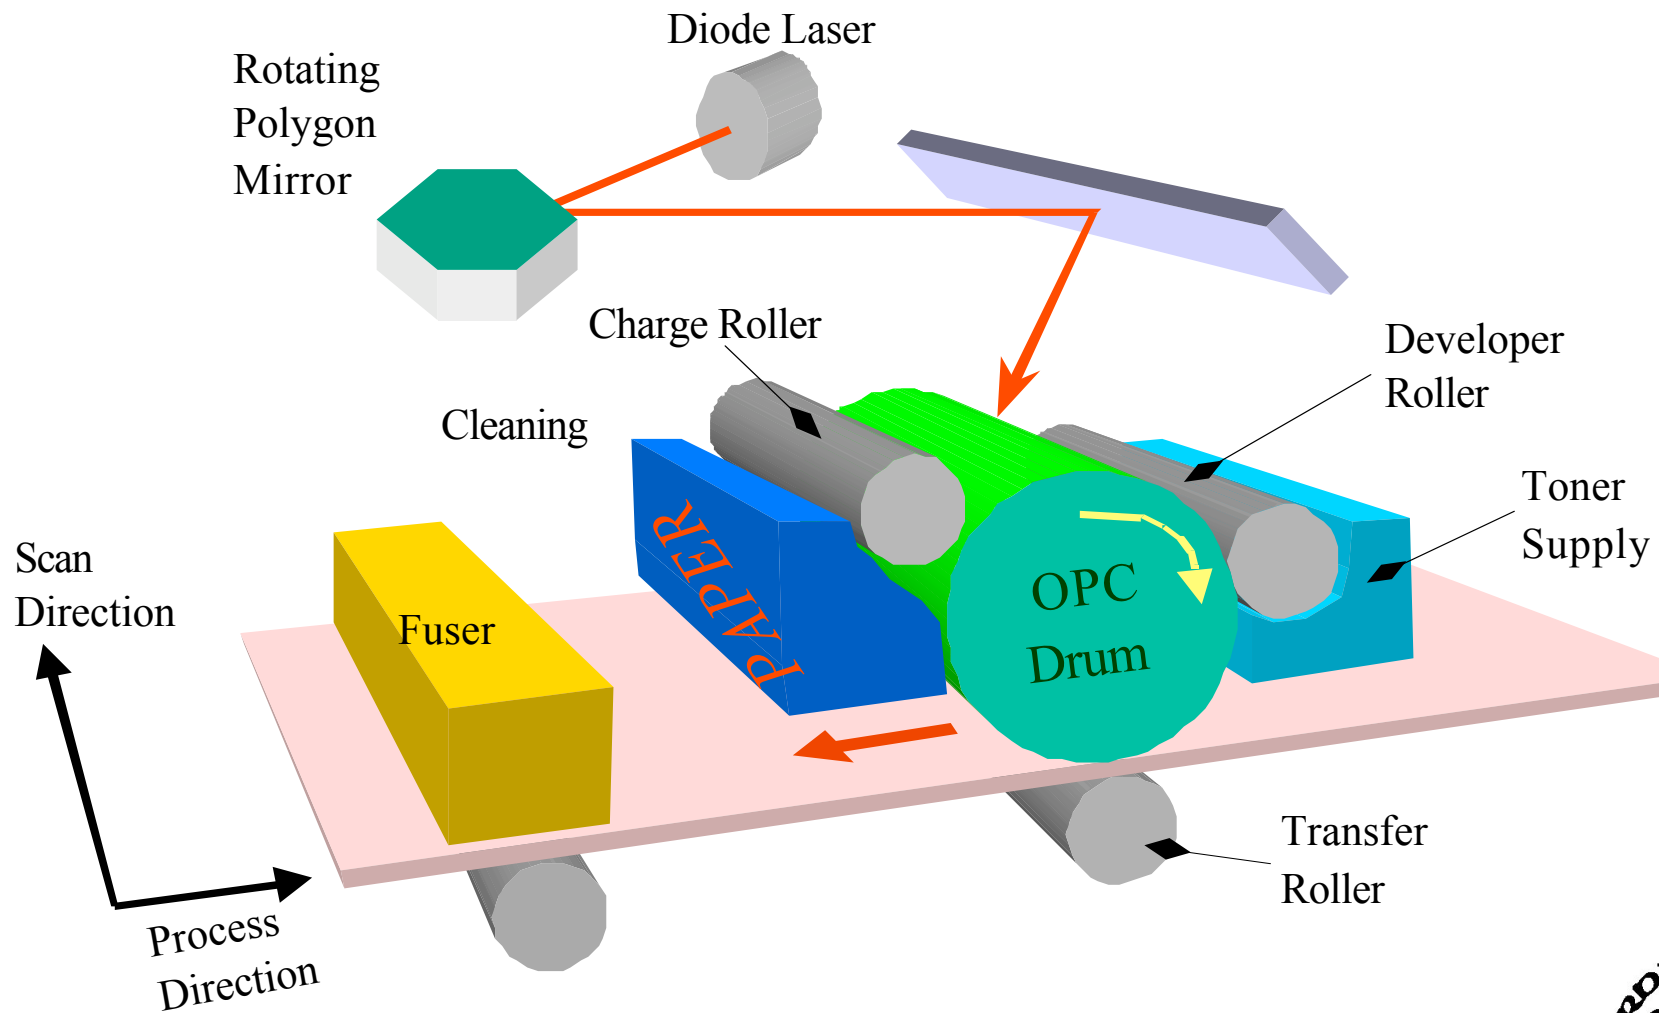 Diode Laser
Rotating
Polygon
Mirror
Charge Roller
Developer
Roller
Cleaning
Toner
Supply
PAPER
Scan
Direction
OPC
Drum
Fuser
Transfer
Roller
Process
Direction